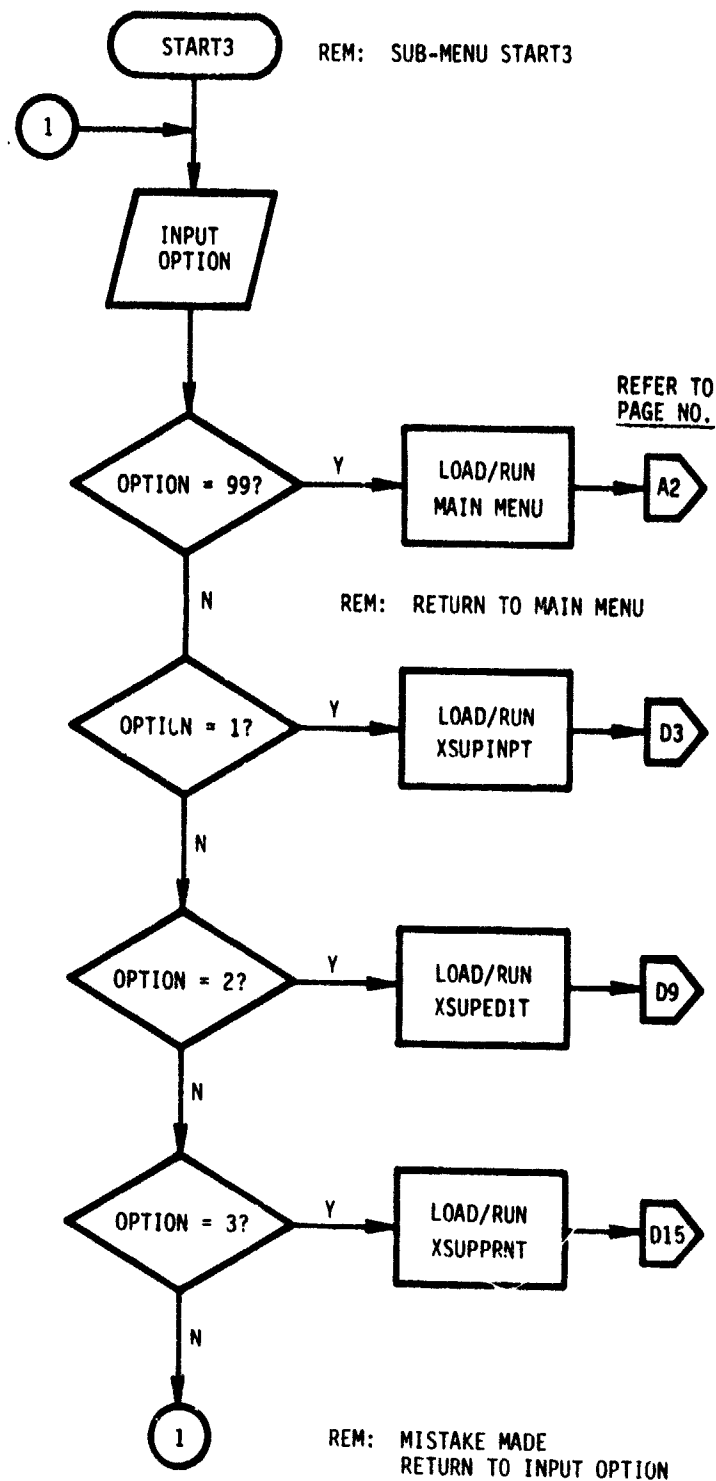 START3
REM: SUB-MENU START3
1
INPUT
OPTION
REFER TO
PAGE NO.
OPTION = 99?
Y
LOAD/RUN
MAIN MENU
A2
N
REM: RETURN TO MAIN MENU
OPTION = 1?
Y
LOAD/RUN
XSUPINPT
D3
N
OPTION = 2?
Y
LOAD/RUN
XSUPEDIT
D9
N
OPTION = 3?
Y
LOAD/RUN
XSUPPRNT
D15
N
1
REM: MISTAKE MADE
RETURN TO INPUT OPTION